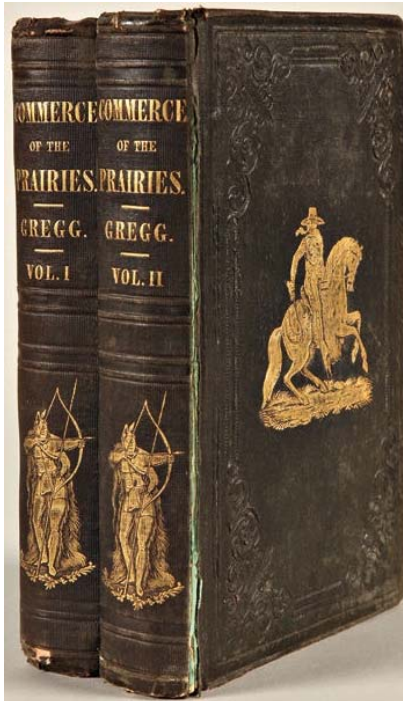 COMMERCE
OF THE
PRAIRIES.
GREGG.
VOL. I
COMMERCE
OF THE
PRAIRIES.
GREGG.
VOL. II